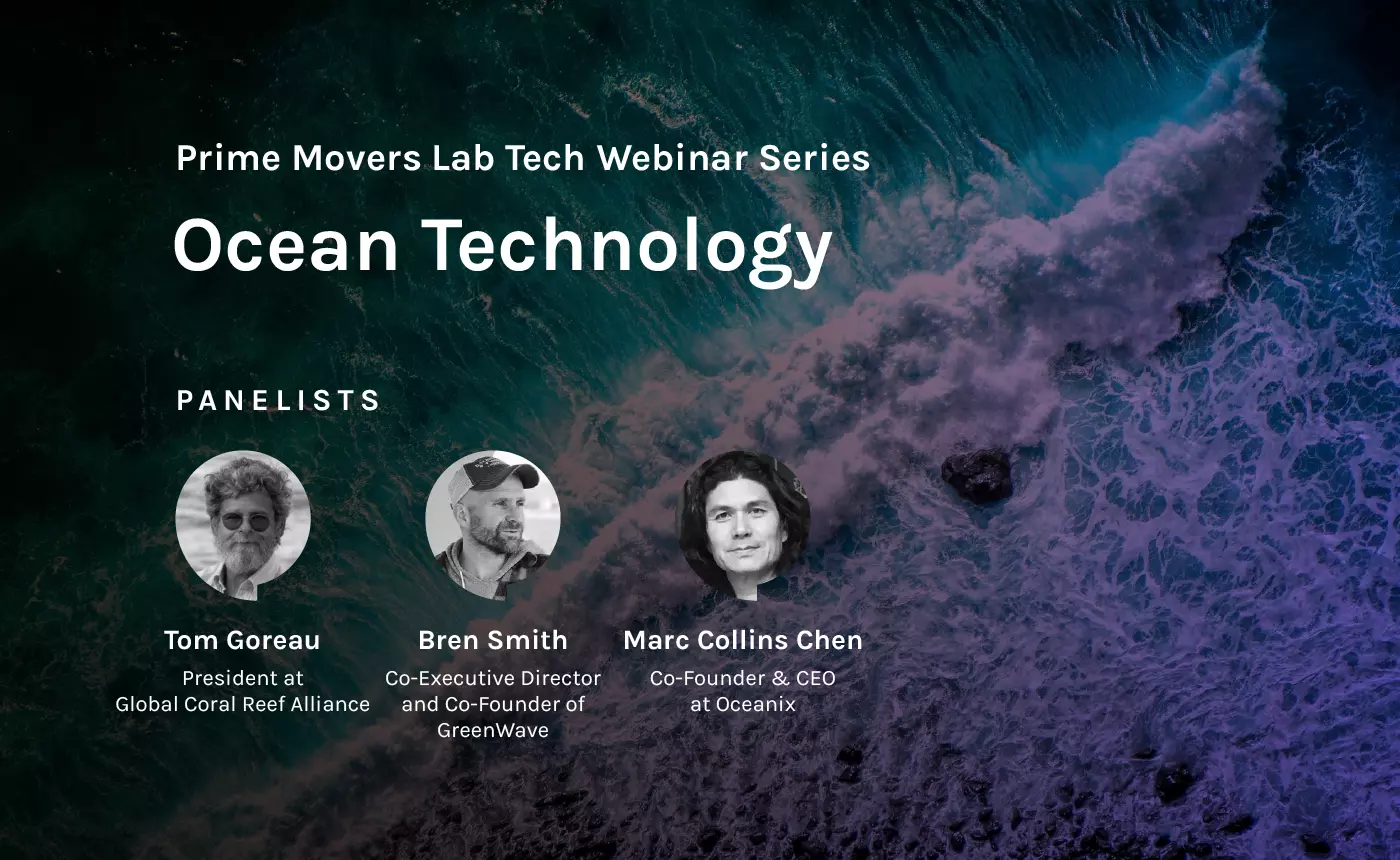 Prime Movers Lab Tech Webinar Series
Ocean Technology
PANELISTS
Tom Goreau
President at
Global Coral Reef Alliance
Bren Smith
Co-Executive Director
and Co-Founder of
GreenWave
Marc Collins Chen
Co-Founder & CEO
at Oceanix